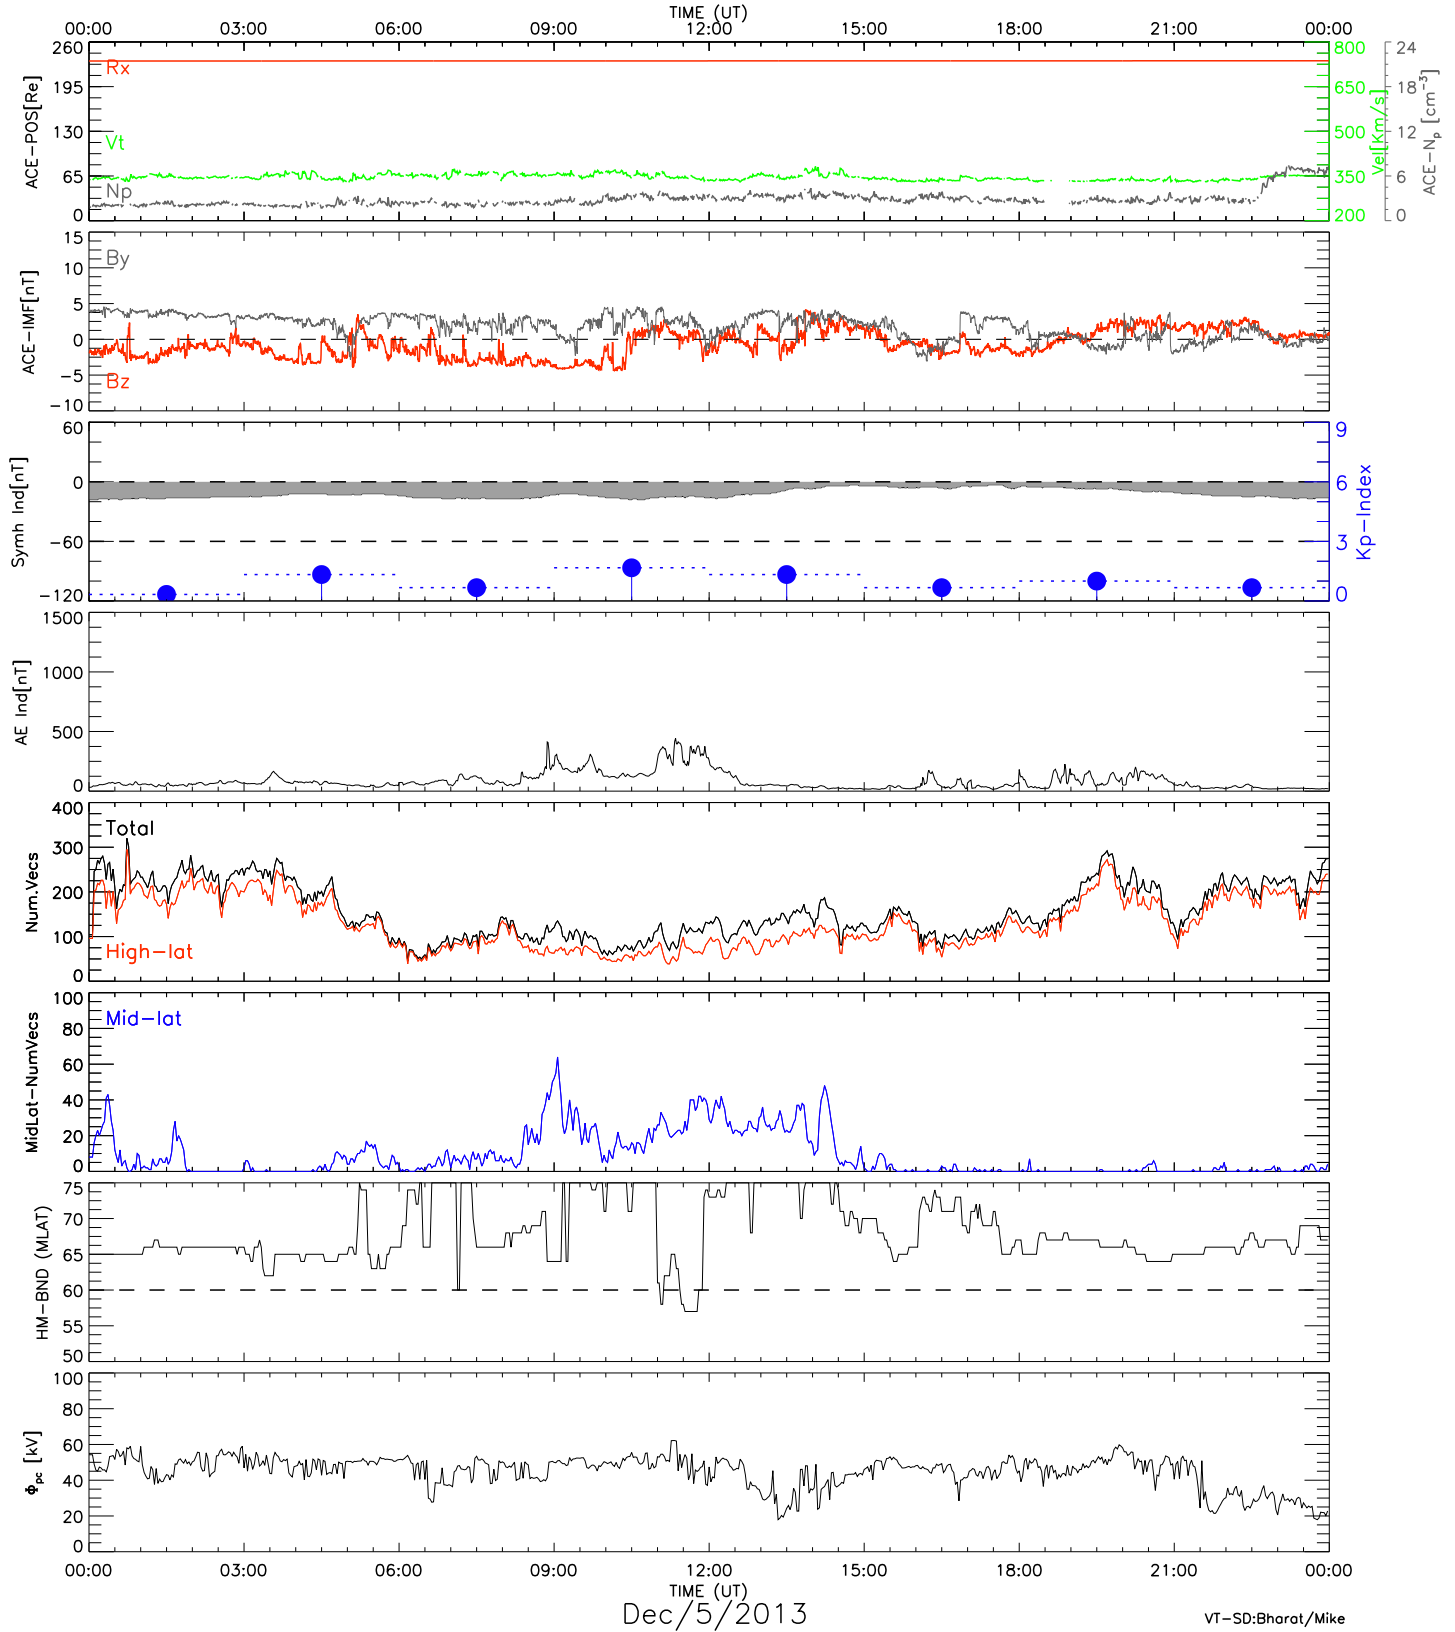 TIME (UT)
00:00 03:00 06:00 09:00 12:00 15:00 18:00 21:00 00:00
260
195
130
65
0
ACE-POS[Re]
Rx
Vt
Np
800
650
500
350
200
Vel[Km/s]
24
18
12
6
0
ACE-Np [cm-3]
15
10
5
0
-5
-10
ACE-IMF[nT]
By
Bz
60
0
-60
-120
Symh Ind[nT]
9
6
3
0
Kp-Index
1500
1000
500
0
AE Ind[nT]
400
300
200
100
0
Num.Vecs
Total
High-lat
100
80
60
40
20
0
MidLat-NumVecs
Mid-lat
75
70
65
60
55
50
HM-BND (MLAT)
100
80
60
40
20
0
Φpc [kV]
00:00 03:00 06:00 09:00 12:00 15:00 18:00 21:00 00:00
TIME (UT)
Dec/5/2013
VT-SD:Bharat/Mike